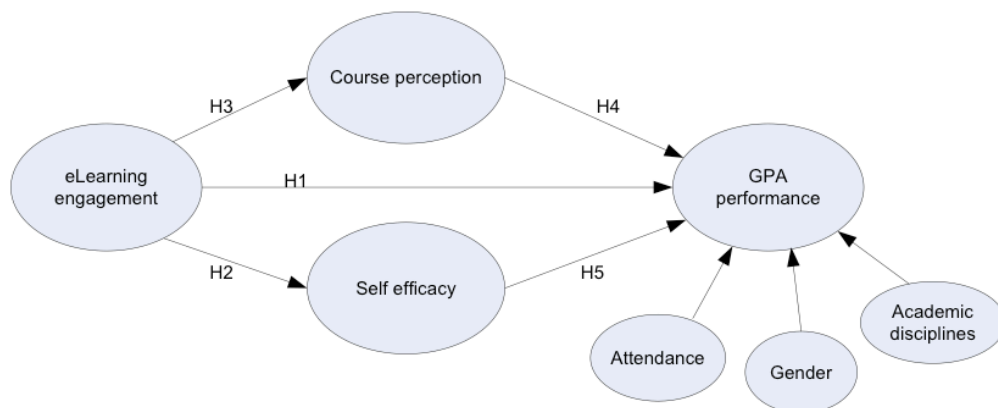 Course perception
H3
H4
eLearning
engagement
H1
GPA
performance
H2
Self efficacy
H5
Attendance
Gender
Academic
disciplines